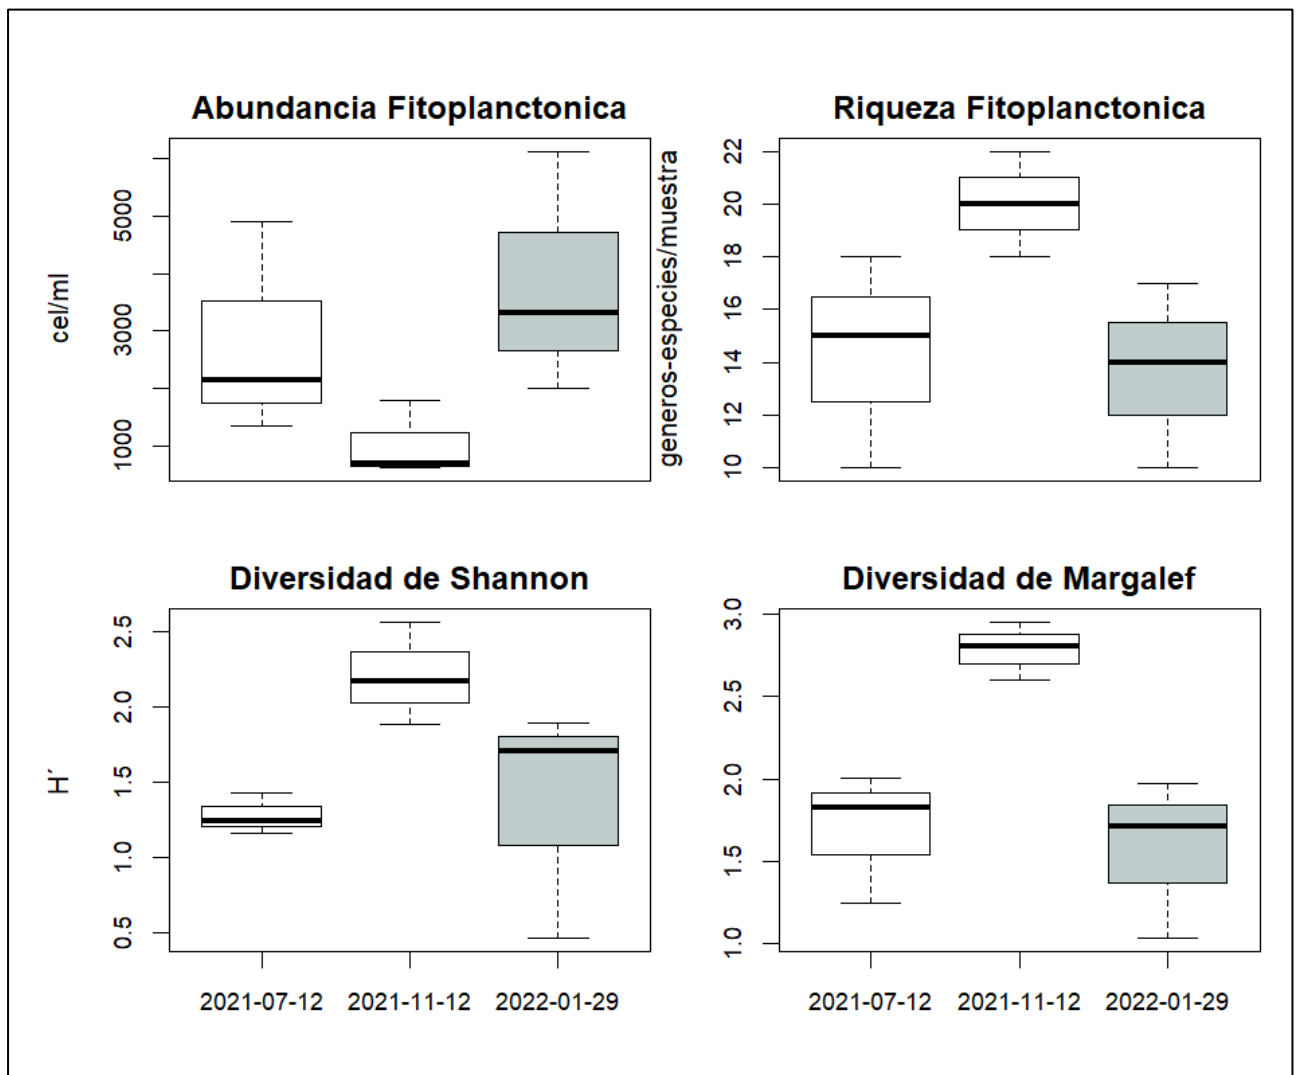 Abundancia Fitoplanctonica
cel/ml
5000
3000
1000
Riqueza Fitoplanctonica
generos-especies/muestra
22
20
18
16
14
12
10
Diversidad de Shannon
H´
2.5
2.0
1.5
1.0
0.5
2021-07-12 2021-11-12 2022-01-29
Diversidad de Margalef
3.0
2.5
2.0
1.5
1.0
2021-07-12 2021-11-12 2022-01-29